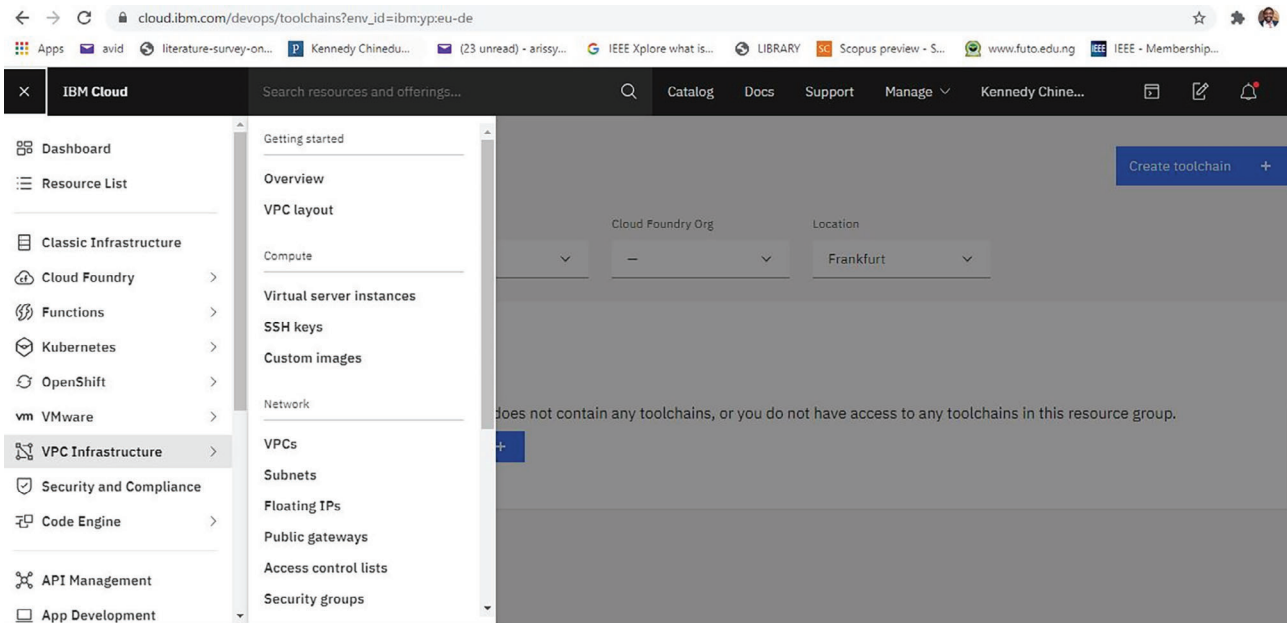 cloud.ibm.com/devops/toolchains?env_id=ibm:yp:eu-de
Apps avid literature-survey-on... Kennedy Chinedu... (23 unread) - arissy... IEEE Xplore what is... LIBRARY SC Scopus preview - S... www.futo.edu.ng IEEE IEEE - Membership...
IBM Cloud Search resources and offerings... Catalog Docs Support Manage Kennedy Chine...
Dashboard
Resource List
Classic Infrastructure
Cloud Foundry
Functions
Kubernetes
OpenShift
vm VMware
VPC Infrastructure
Security and Compliance
Code Engine
API Management
App Development
Getting started
Overview
VPC layout
Compute
Virtual server instances
SSH keys
Custom images
Network
VPCs
Subnets
Floating IPs
Public gateways
Access control lists
Security groups
Create toolchain +
Cloud Foundry Org Location
— Frankfurt
does not contain any toolchains, or you do not have access to any toolchains in this resource group.
+